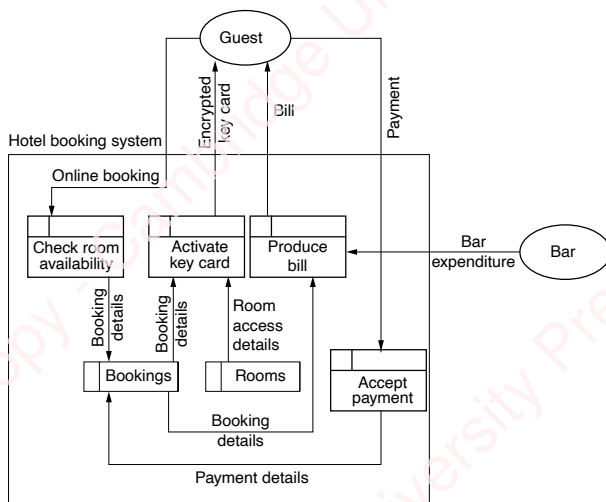 Guest
Encrypted
key card
Bill
Payment
Hotel booking system
Online booking
Check room
availability
Activate
key card
Produce
bill
Bar
expenditure
Bar
Booking
details
Booking
details
Room
access
details
Bookings
Rooms
Accept
payment
Booking
details
Payment details